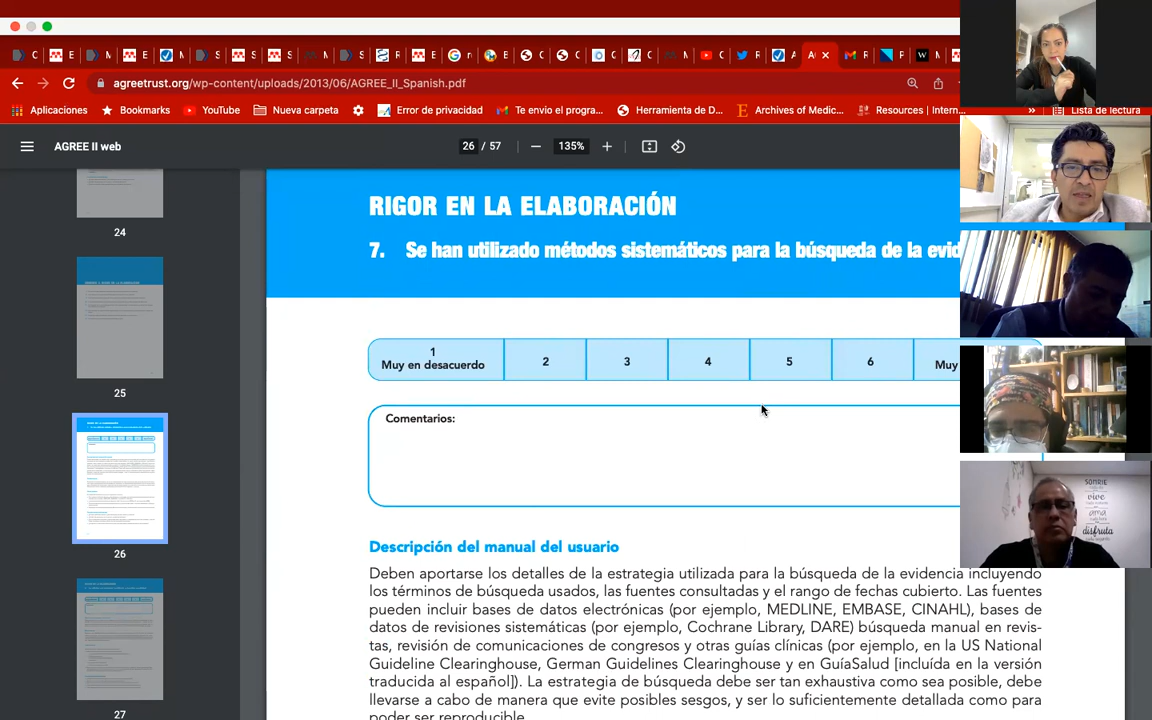 agreetrust.org/wp-content/uploads/2013/06/AGREE_II_Spanish.pdf
Aplicaciones
Bookmarks
YouTube
Nueva carpeta
Error de privacidad
Te envio el progra...
Herramienta de D...
Archives of Medic...
Resources | Intern...
»
Lista de lectura
AGREE II web
26 / 57
135%
24
25
26
27
RIGOR EN LA ELABORACIÓN
7. Se han utilizado métodos sistemáticos para la búsqueda de la evid
1
Muy en desacuerdo
2
3
4
5
6
Muy
Comentarios:
Descripción del manual del usuario
Deben aportarse los detalles de la estrategia utilizada para la búsqueda de la evidencia incluyendo
los términos de búsqueda usados, las fuentes consultadas y el rango de fechas cubierto. Las fuentes
pueden incluir bases de datos electrónicas (por ejemplo, MEDLINE, EMBASE, CINAHL), bases de
datos de revisiones sistemáticas (por ejemplo, Cochrane Library, DARE) búsqueda manual en revis-
tas, revisión de comunicaciones de congresos y otras guías clínicas (por ejemplo, en la US National
Guideline Clearinghouse, German Guidelines Clearinghouse y en GuíaSalud [incluída en la versión
traducida al español]). La estrategia de búsqueda debe ser tan exhaustiva como sea posible, debe
llevarse a cabo de manera que evite posibles sesgos, y ser lo suficientemente detallada como para
poder ser reproducible.
SONRIE
vive
ama
disfruta